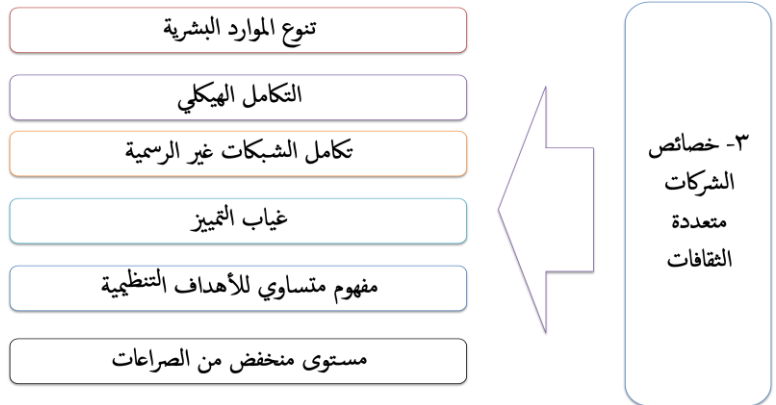 ٣- خصائص
الشركات
متعددة
الثقافات
تنوع الموارد البشرية
التكامل الهيكلي
تكامل الشبكات غير الرسمية
غياب التمييز
مفهوم متساوي للأهداف التنظيمية
مستوى منخفض من الصراعات